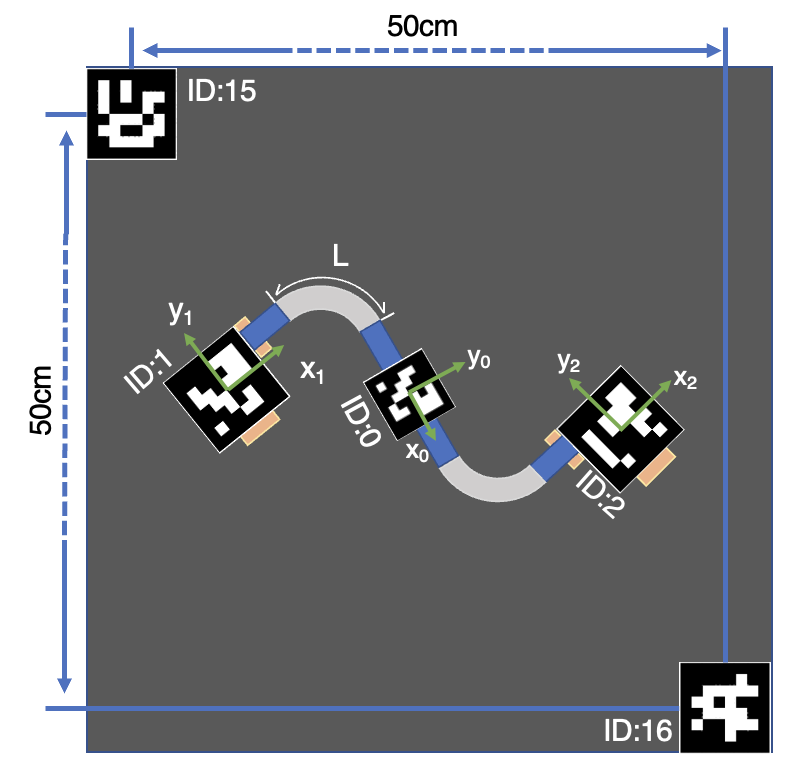 50cm
ID:15
L
y₁
ID:1
x₁
y₀
ID:0
x₀
y₂
x₂
ID:2
50cm
ID:16